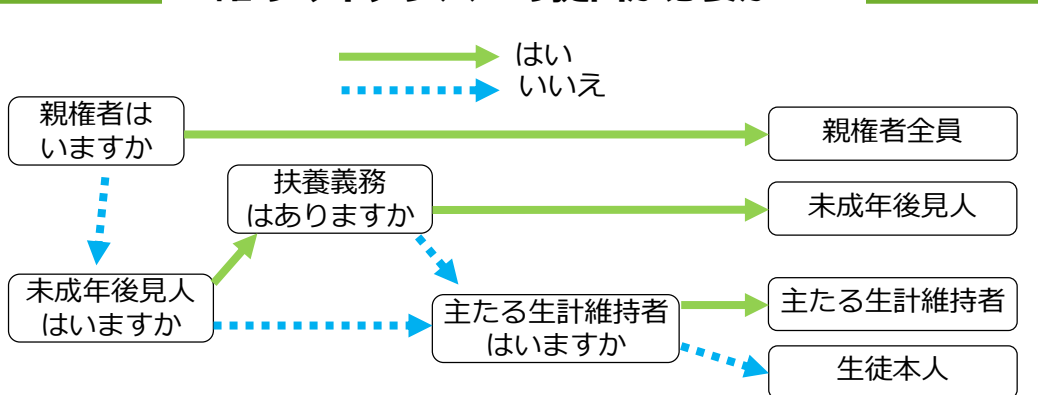 はい
いいえ
親権者は
いますか
親権者全員
扶養義務
はありますか
未成年後見人
未成年後見人
はいますか
主たる生計維持者
はいますか
主たる生計維持者
生徒本人